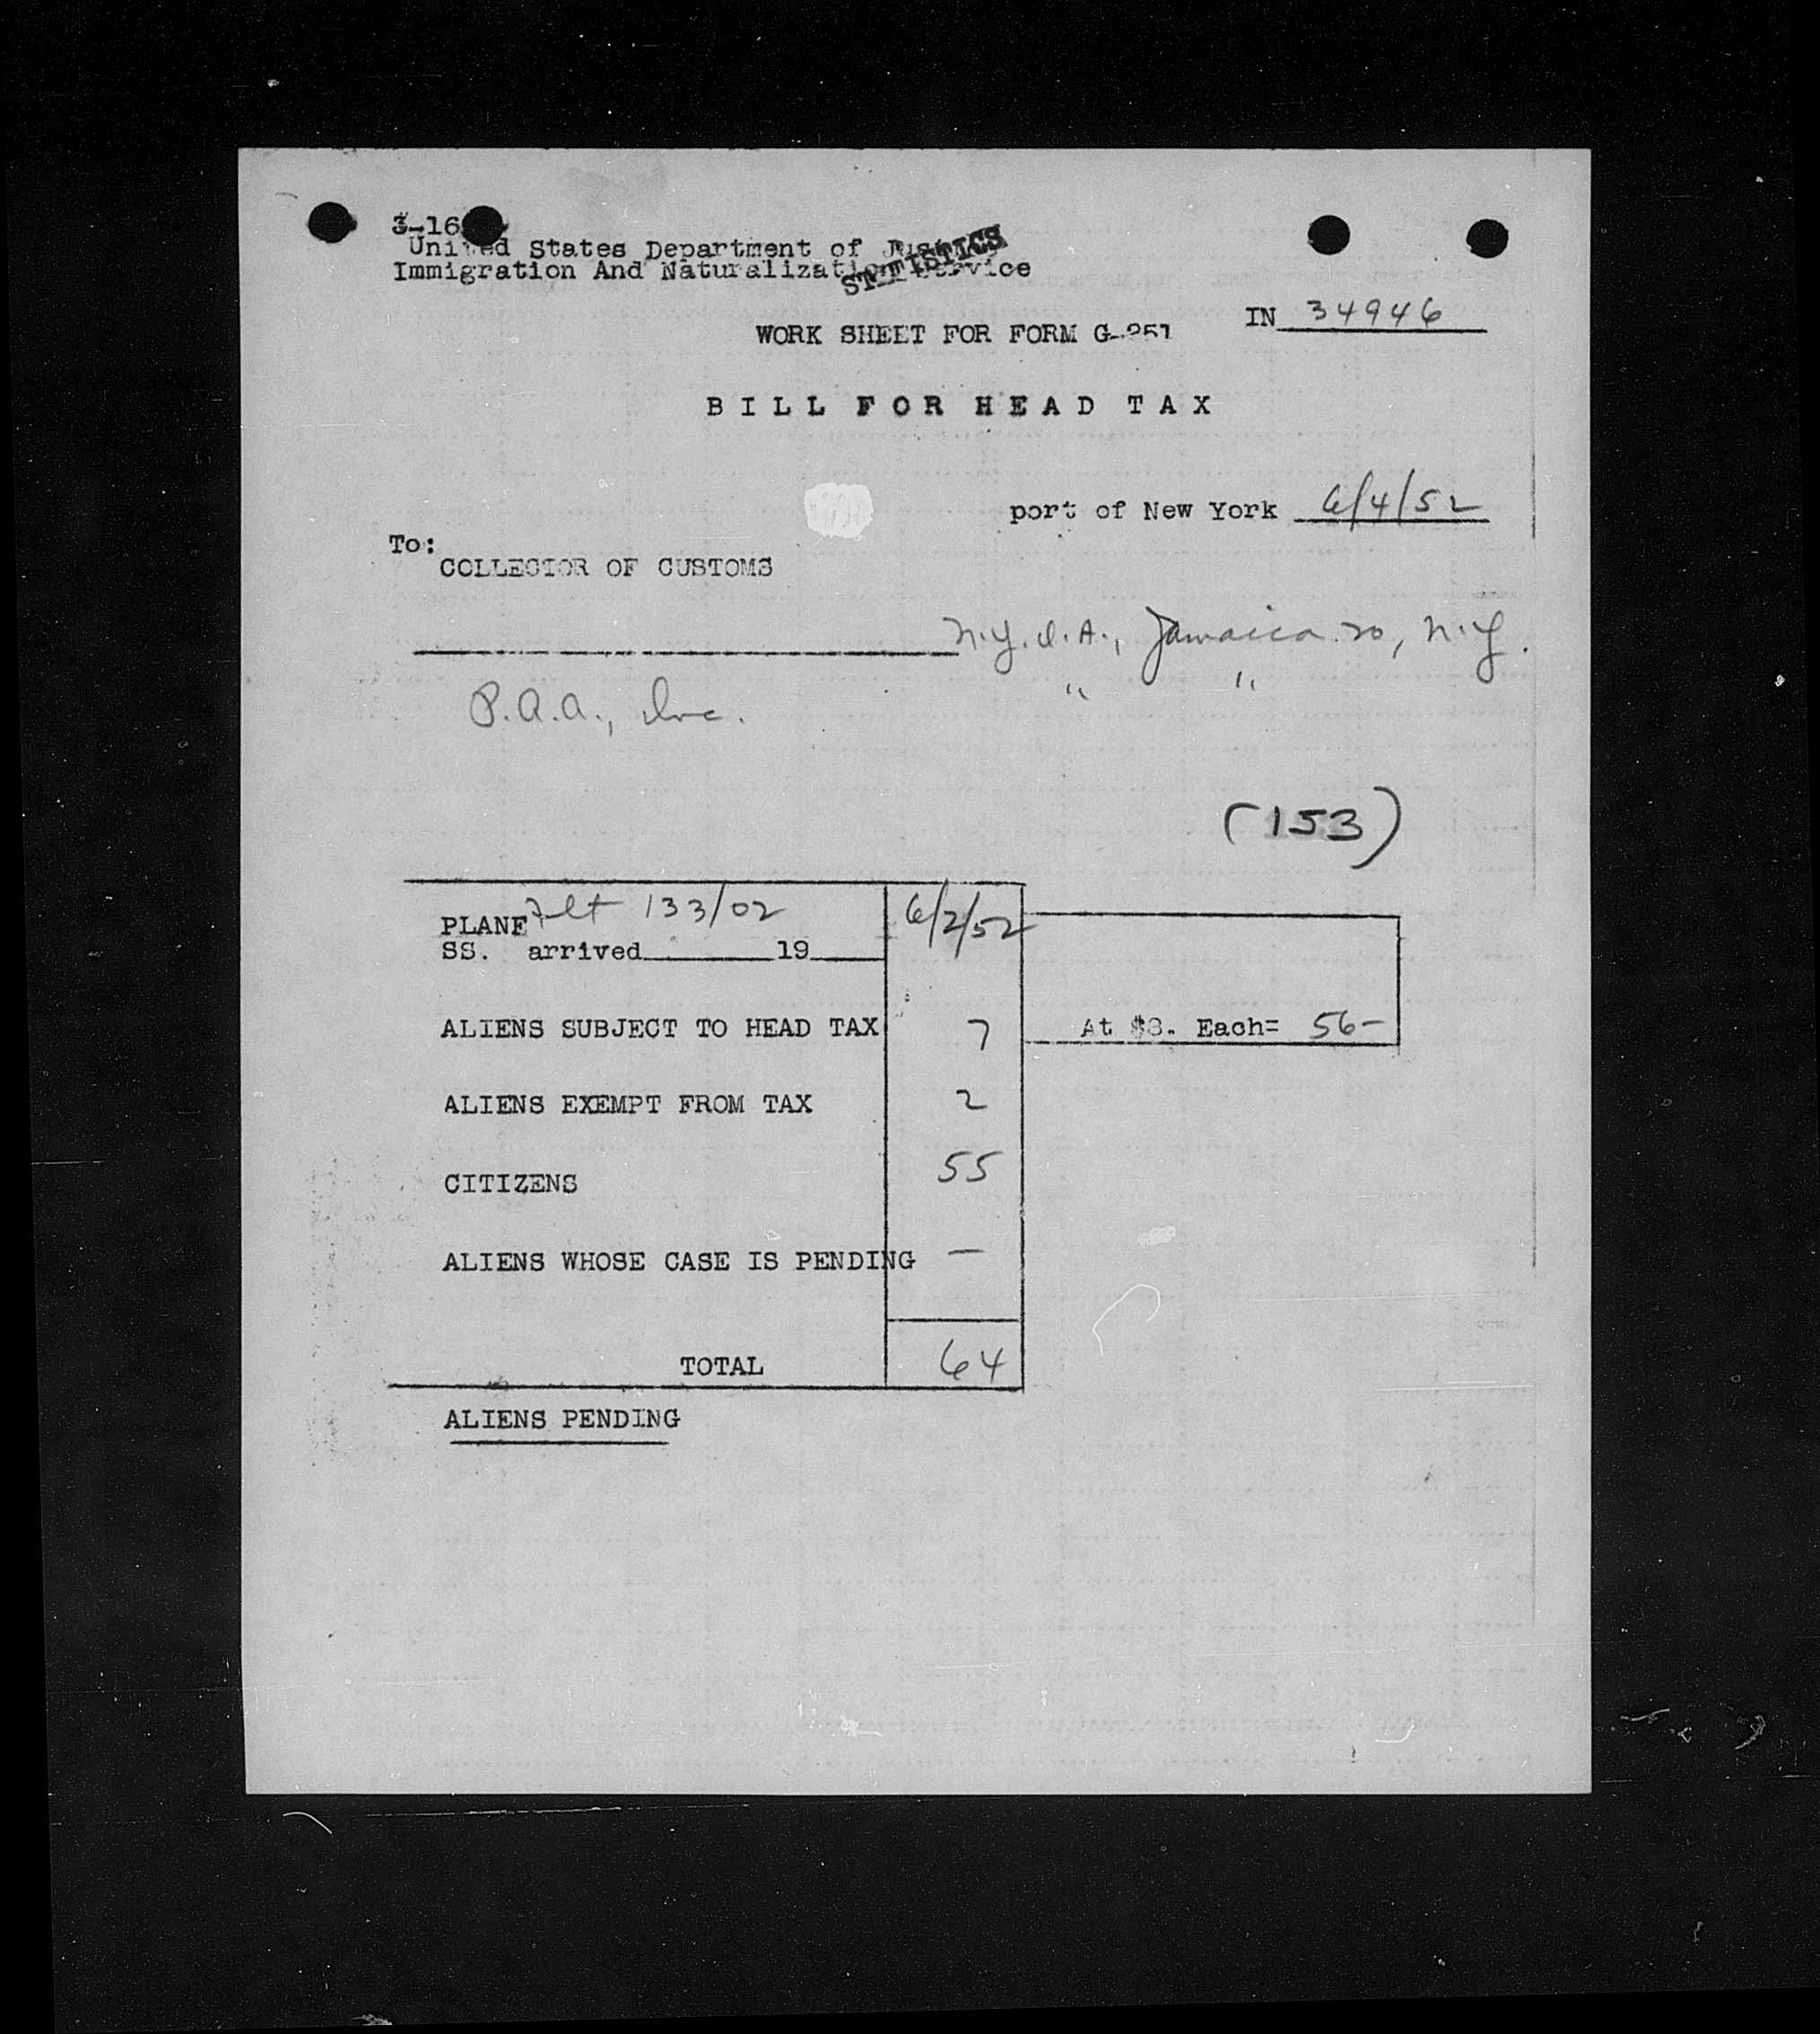 3-16
United States Department of Justice
STATISTICS
Immigration And Naturalization Service
IN 34946
WORK SHEET FOR FORM G-251
BILL FOR HEAD TAX
port of New York 6/4/52
To:
COLLECTOR OF CUSTOMS
N.Y.I.A., Jamaica 20, N.Y.
P.A.A., Inc. " "
(153)
PLANE Flt 133/02 6/2/52
SS. arrived 19
ALIENS SUBJECT TO HEAD TAX 7 At $8. Each= 56-
ALIENS EXEMPT FROM TAX 2
CITIZENS 55
ALIENS WHOSE CASE IS PENDING —
TOTAL 64
ALIENS PENDING